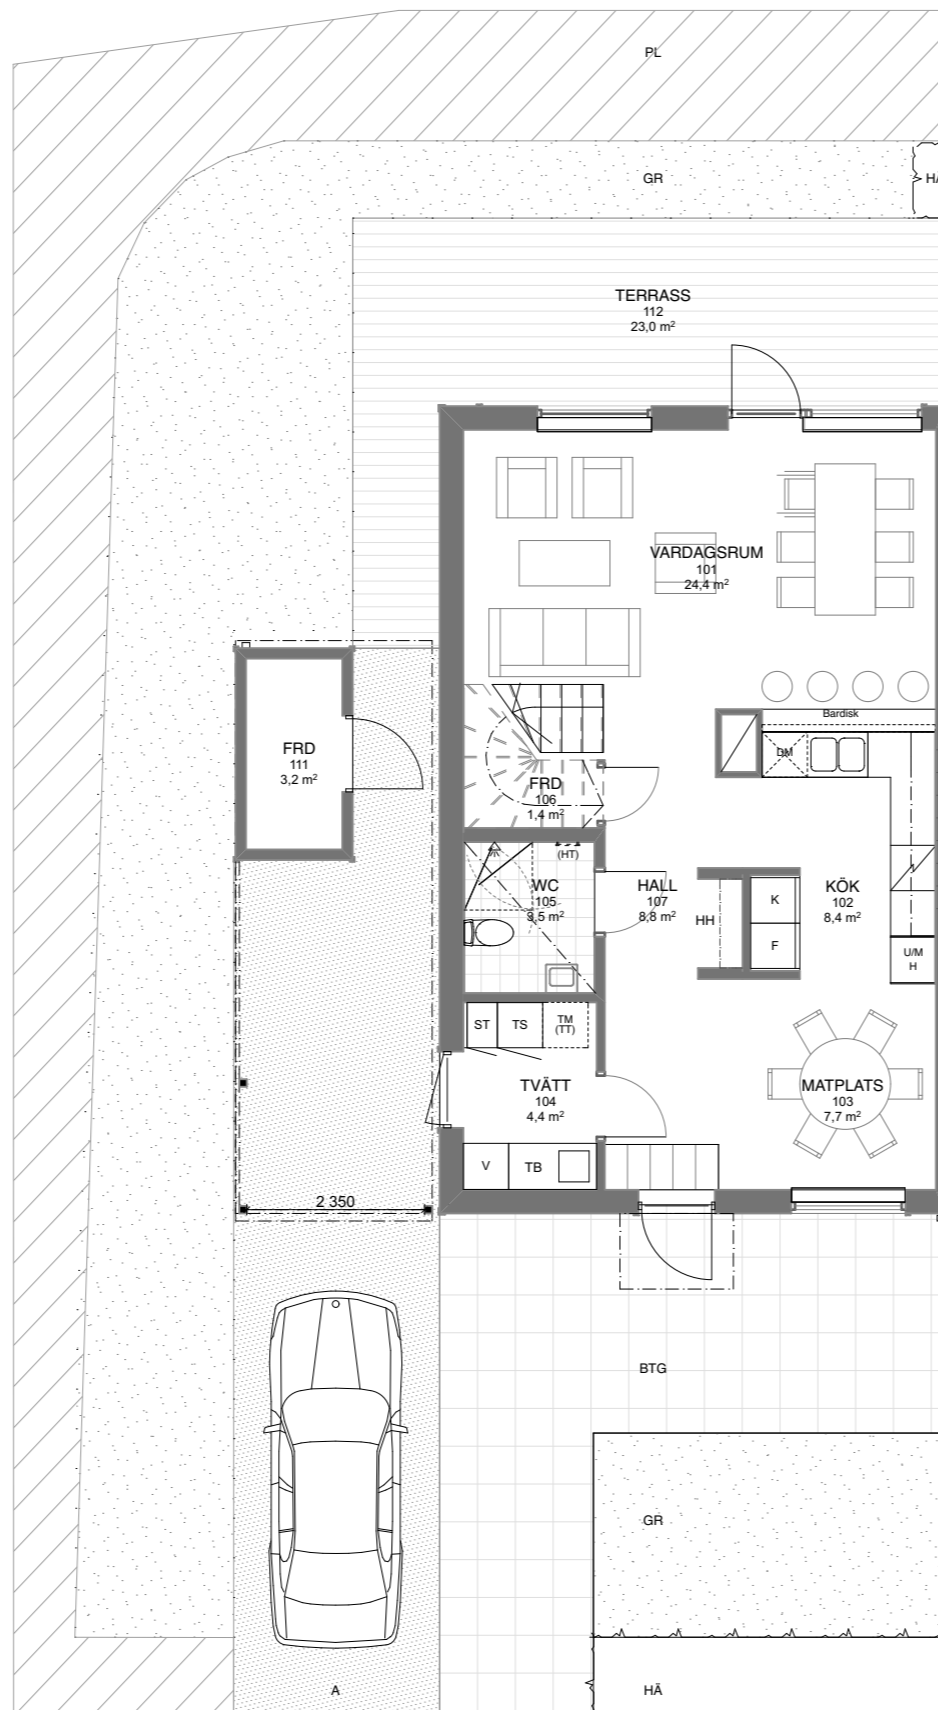 PL
GR
HÄ
TERRASS
112
23,0 m²
VARDAGSRUM
101
24,4 m²
Bardisk
DM
FRD
111
3,2 m²
FRD
106
1,4 m²
(HT)
WC
105
3,5 m²
HALL
107
8,8 m²
HH
K
F
KÖK
102
8,4 m²
U/M
H
ST
TS
TM
(TT)
TVÄTT
104
4,4 m²
MATPLATS
103
7,7 m²
V
TB
2 350
BTG
GR
A
HÄ